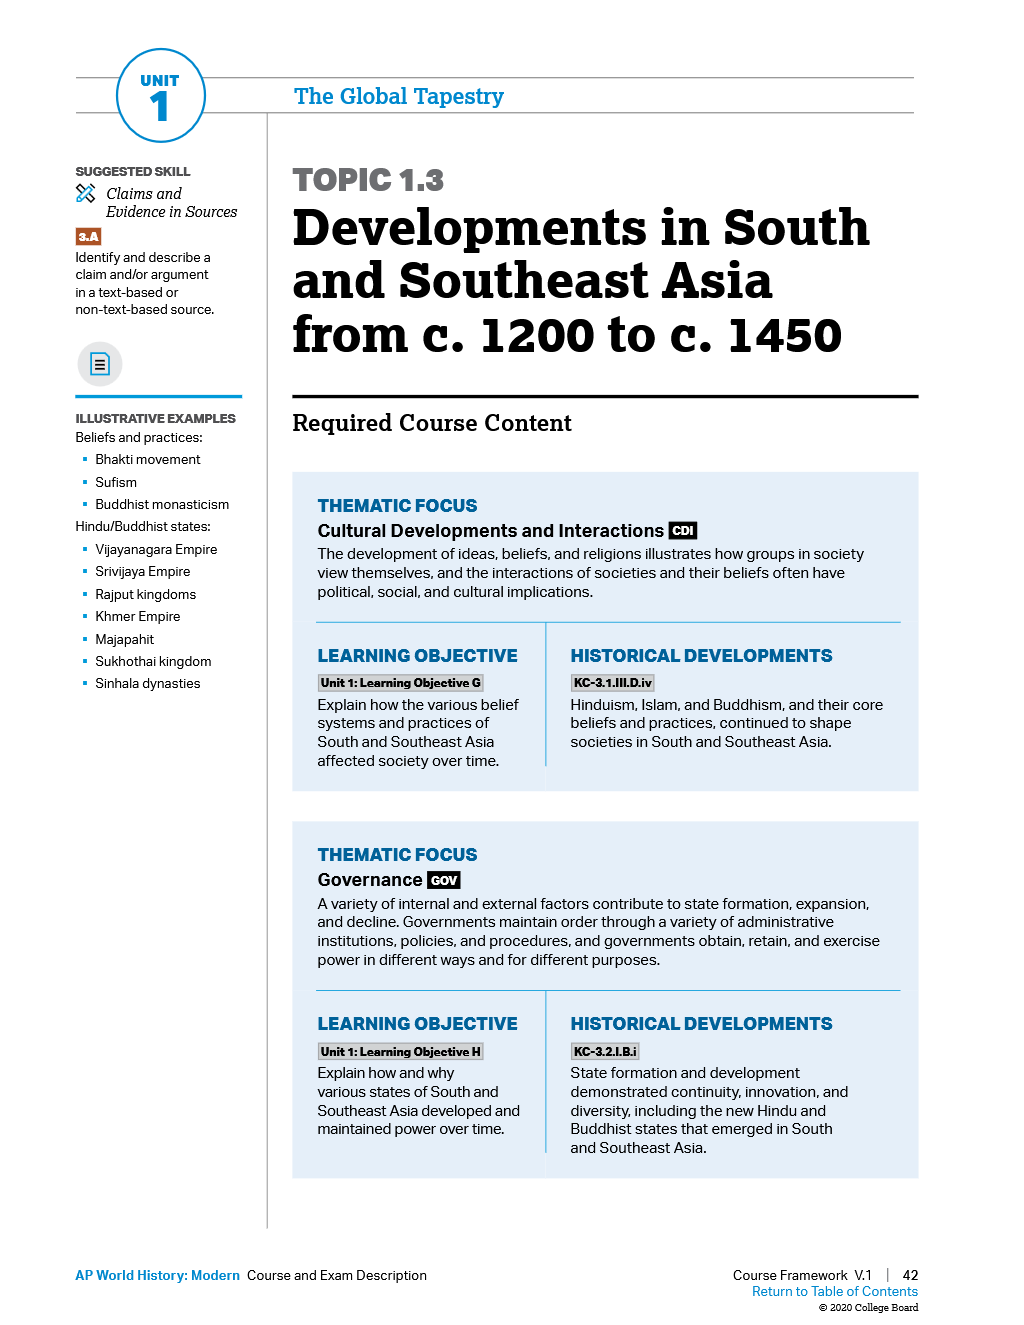 UNIT
1
The Global Tapestry
SUGGESTED SKILL
Claims and
Evidence in Sources
3.A
Identify and describe a
claim and/or argument
in a text-based or
non-text-based source.
ILLUSTRATIVE EXAMPLES
Beliefs and practices:
▪ Bhakti movement
▪ Sufism
▪ Buddhist monasticism
Hindu/Buddhist states:
▪ Vijayanagara Empire
▪ Srivijaya Empire
▪ Rajput kingdoms
▪ Khmer Empire
▪ Majapahit
▪ Sukhothai kingdom
▪ Sinhala dynasties
TOPIC 1.3
Developments in South
and Southeast Asia
from c. 1200 to c. 1450
Required Course Content
THEMATIC FOCUS
Cultural Developments and Interactions CDI
The development of ideas, beliefs, and religions illustrates how groups in society
view themselves, and the interactions of societies and their beliefs often have
political, social, and cultural implications.
LEARNING OBJECTIVE
Unit 1: Learning Objective G
Explain how the various belief
systems and practices of
South and Southeast Asia
affected society over time.
HISTORICAL DEVELOPMENTS
KC-3.1.III.D.iv
Hinduism, Islam, and Buddhism, and their core
beliefs and practices, continued to shape
societies in South and Southeast Asia.
THEMATIC FOCUS
Governance GOV
A variety of internal and external factors contribute to state formation, expansion,
and decline. Governments maintain order through a variety of administrative
institutions, policies, and procedures, and governments obtain, retain, and exercise
power in different ways and for different purposes.
LEARNING OBJECTIVE
Unit 1: Learning Objective H
Explain how and why
various states of South and
Southeast Asia developed and
maintained power over time.
HISTORICAL DEVELOPMENTS
KC-3.2.I.B.i
State formation and development
demonstrated continuity, innovation, and
diversity, including the new Hindu and
Buddhist states that emerged in South
and Southeast Asia.
AP World History: Modern Course and Exam Description
Course Framework V.1 | 42
Return to Table of Contents
© 2020 College Board